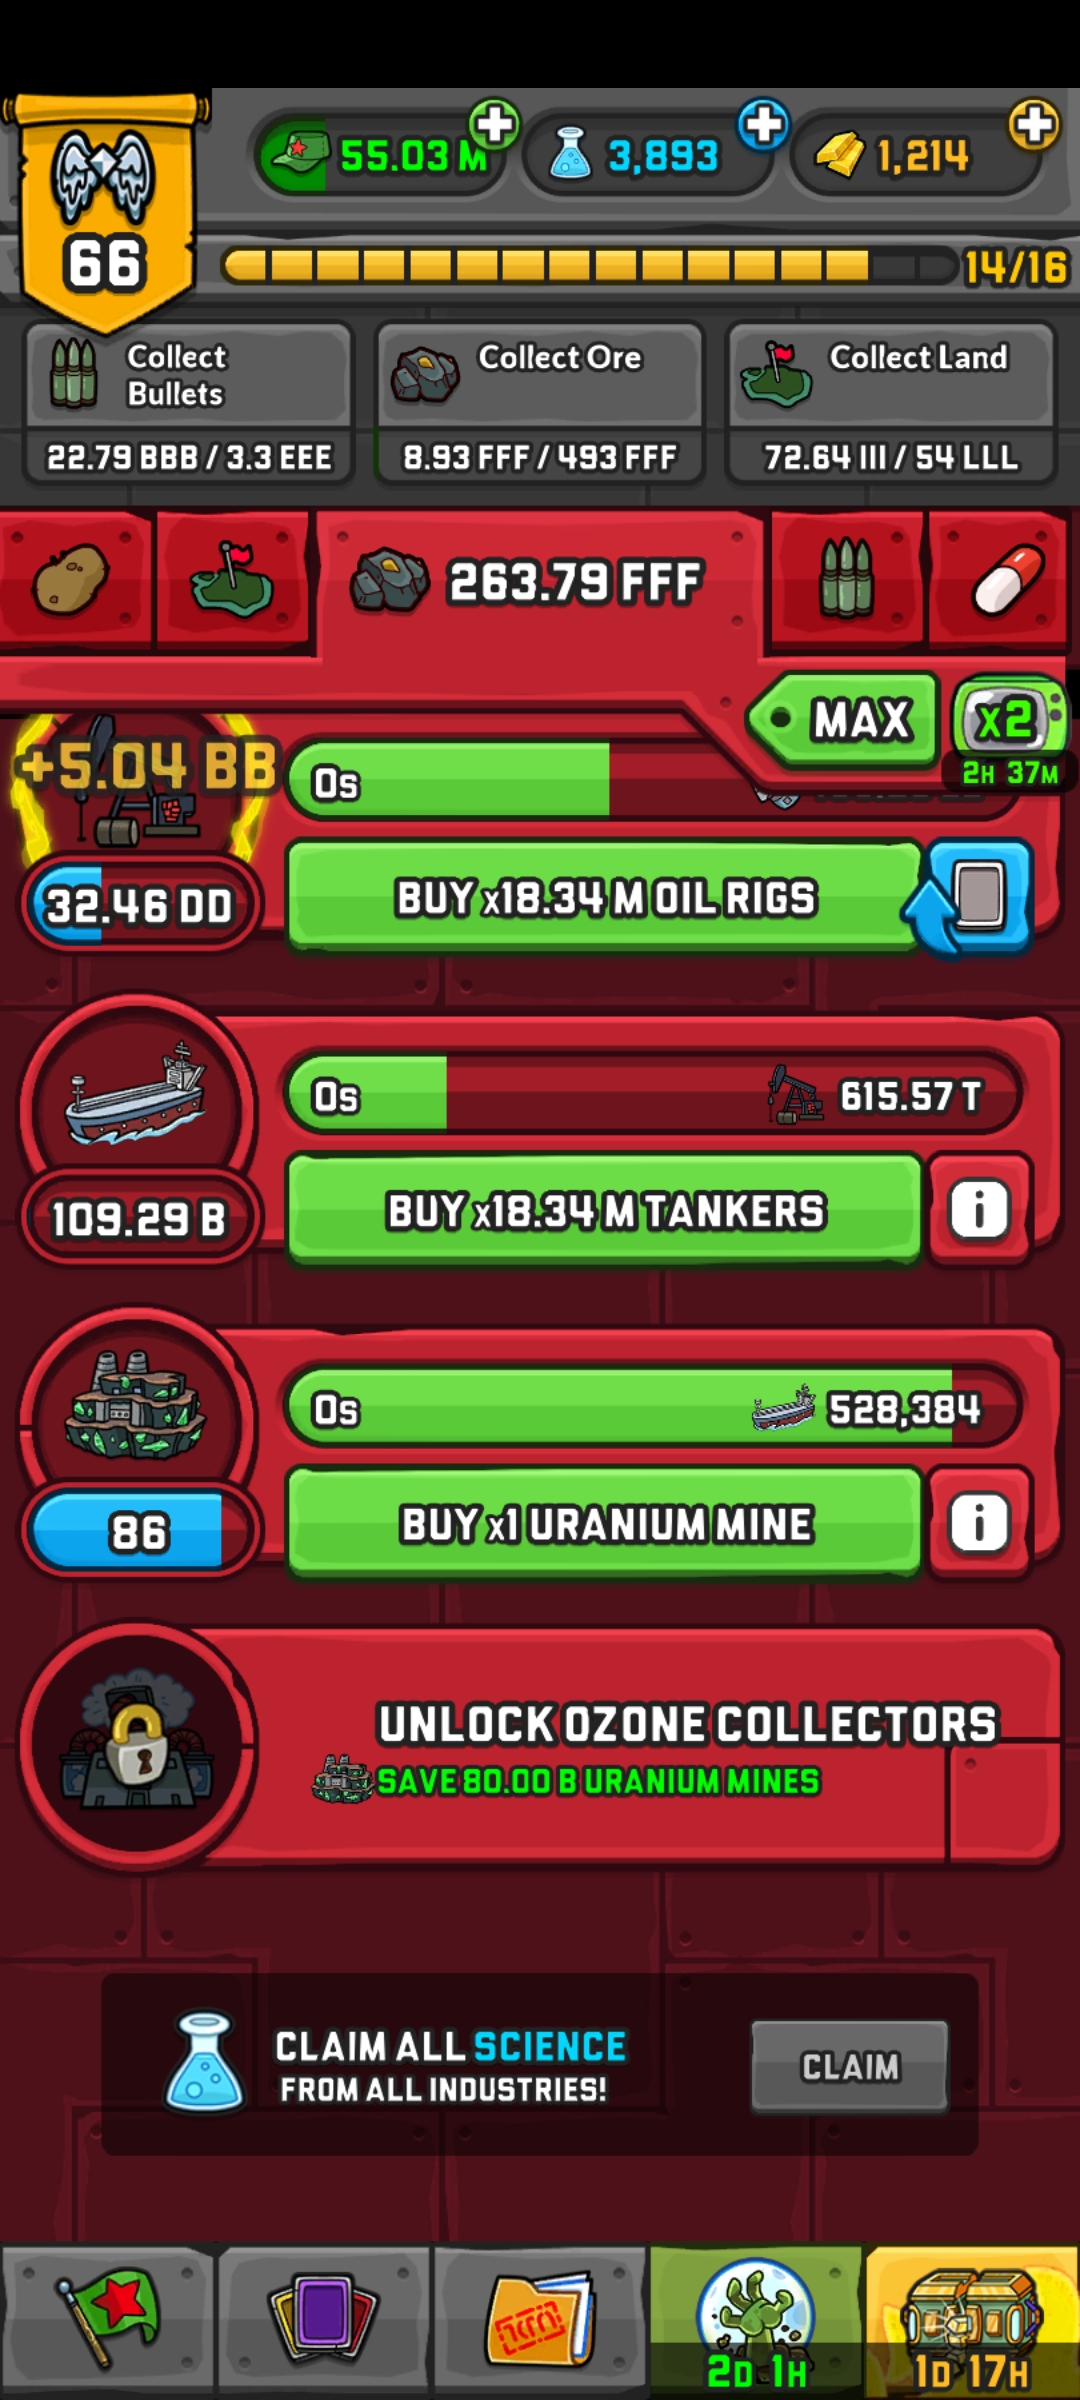 55.03 M
3,893
1,214
66
14/16
Collect
Bullets
22.79 BBB / 3.3 EEE
Collect Ore
8.93 FFF / 493 FFF
Collect Land
72.64 III / 54 LLL
263.79 FFF
MAX
x2
2H 37M
+5.04 BB
0s
32.46 DD
BUY x18.34 M OIL RIGS
0s
615.57 T
109.29 B
BUY x18.34 M TANKERS
i
0s
528,384
86
BUY x1 URANIUM MINE
i
UNLOCK OZONE COLLECTORS
SAVE 80.00 B URANIUM MINES
CLAIM ALL SCIENCE
FROM ALL INDUSTRIES!
CLAIM
2D 1H
1D 17H